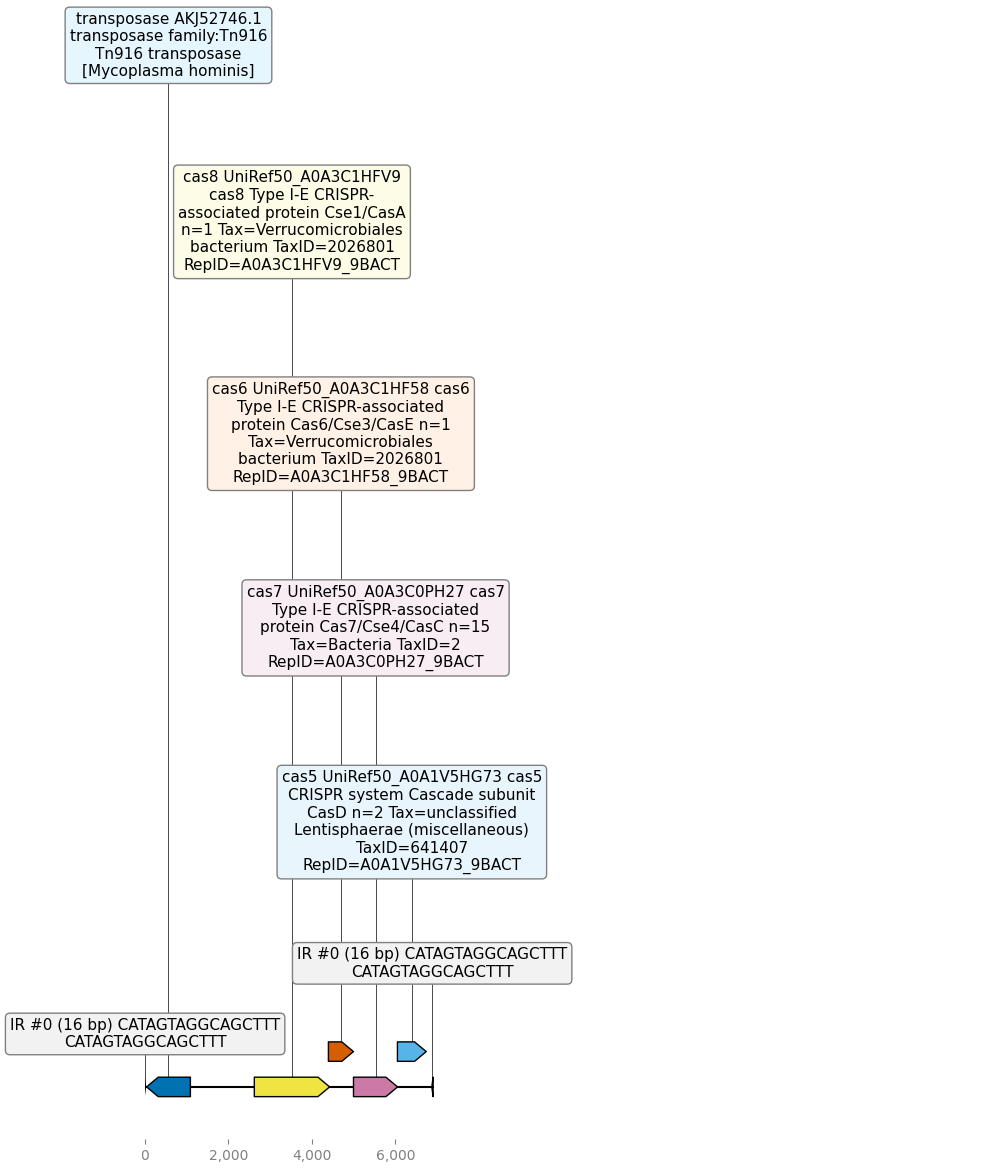 transposase AKJ52746.1
transposase family:Tn916
Tn916 transposase
[Mycoplasma hominis]
cas8 UniRef50_A0A3C1HFV9
cas8 Type I-E CRISPR-
associated protein Cse1/CasA
n=1 Tax=Verrucomicrobiales
bacterium TaxID=2026801
RepID=A0A3C1HFV9_9BACT
cas6 UniRef50_A0A3C1HF58 cas6
Type I-E CRISPR-associated
protein Cas6/Cse3/CasE n=1
Tax=Verrucomicrobiales
bacterium TaxID=2026801
RepID=A0A3C1HF58_9BACT
cas7 UniRef50_A0A3C0PH27 cas7
Type I-E CRISPR-associated
protein Cas7/Cse4/CasC n=15
Tax=Bacteria TaxID=2
RepID=A0A3C0PH27_9BACT
cas5 UniRef50_A0A1V5HG73 cas5
CRISPR system Cascade subunit
CasD n=2 Tax=unclassified
Lentisphaerae (miscellaneous)
TaxID=641407
RepID=A0A1V5HG73_9BACT
IR #0 (16 bp) CATAGTAGGCAGCTTT
CATAGTAGGCAGCTTT
IR #0 (16 bp) CATAGTAGGCAGCTTT
CATAGTAGGCAGCTTT
0 2,000 4,000 6,000